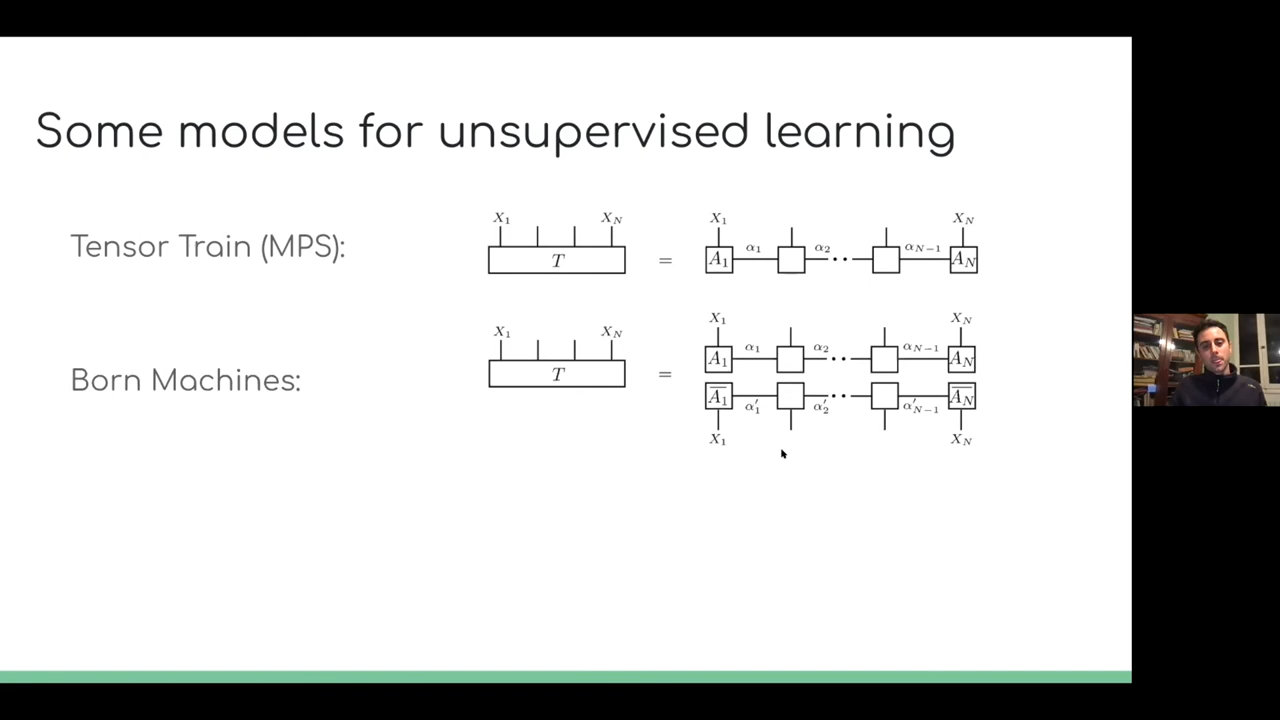 Some models for unsupervised learning
Tensor Train (MPS):
X₁ X_N
T
=
X₁ X_N
A₁ α₁ α₂ ·· α_{N−1} A_N
Born Machines:
X₁ X_N
T
=
X₁ X_N
A₁ α₁ α₂ ·· α_{N−1} A_N
A̅₁ α′₁ α′₂ ·· α′_{N−1} A̅_N
X₁ X_N